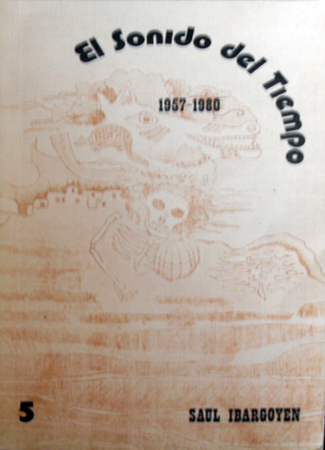 El Sonido del Tiempo
1957-1980
5
SAUL IBARGOYEN